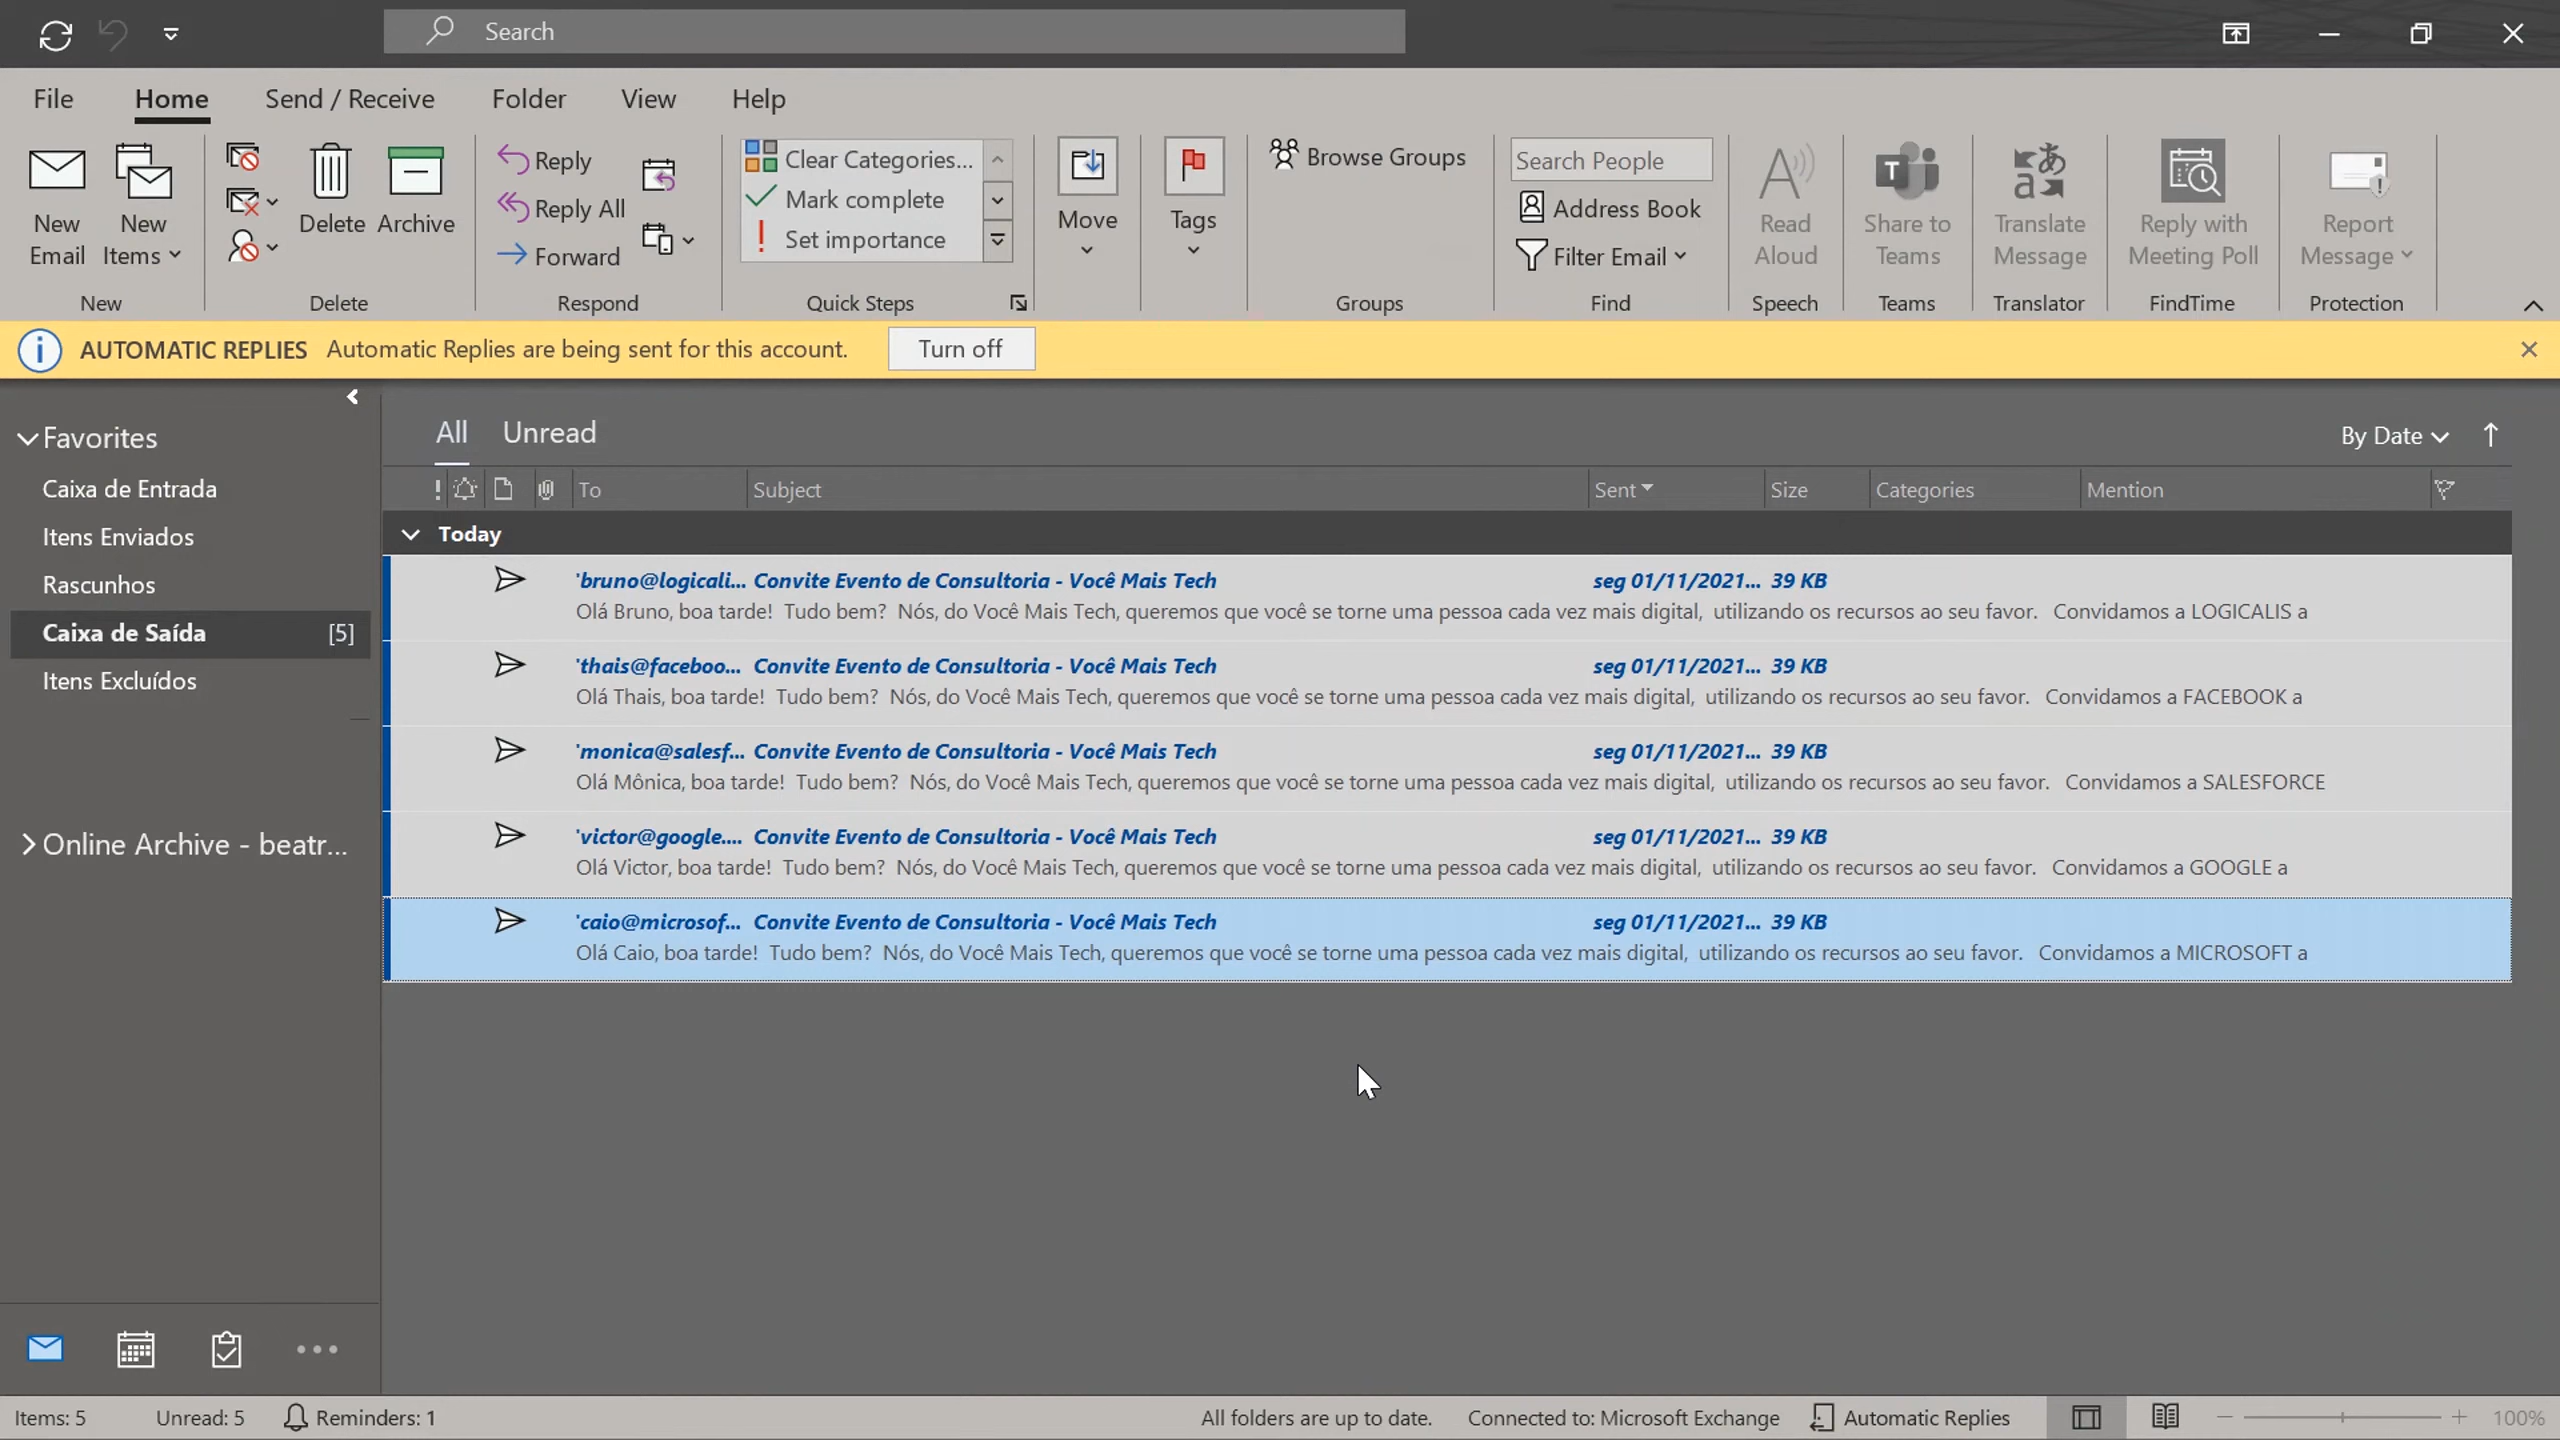 Search
File Home Send / Receive Folder View Help
New Email
New Items
New
Delete
Archive
Delete
Reply
Reply All
Forward
Respond
Clear Categories...
Mark complete
Set importance
Quick Steps
Move
Tags
Browse Groups
Groups
Search People
Address Book
Filter Email
Find
Read Aloud
Speech
Share to Teams
Teams
Translate Message
Translator
Reply with Meeting Poll
FindTime
Report Message
Protection
AUTOMATIC REPLIES Automatic Replies are being sent for this account. Turn off
Favorites
Caixa de Entrada
Itens Enviados
Rascunhos
Caixa de Saída [5]
Itens Excluídos
Online Archive - beatr...
All Unread By Date
To Subject Sent Size Categories Mention
Today
'bruno@logicali... Convite Evento de Consultoria - Você Mais Tech seg 01/11/2021... 39 KB
Olá Bruno, boa tarde! Tudo bem? Nós, do Você Mais Tech, queremos que você se torne uma pessoa cada vez mais digital, utilizando os recursos ao seu favor. Convidamos a LOGICALIS a
'thais@faceboo... Convite Evento de Consultoria - Você Mais Tech seg 01/11/2021... 39 KB
Olá Thais, boa tarde! Tudo bem? Nós, do Você Mais Tech, queremos que você se torne uma pessoa cada vez mais digital, utilizando os recursos ao seu favor. Convidamos a FACEBOOK a
'monica@salesf... Convite Evento de Consultoria - Você Mais Tech seg 01/11/2021... 39 KB
Olá Mônica, boa tarde! Tudo bem? Nós, do Você Mais Tech, queremos que você se torne uma pessoa cada vez mais digital, utilizando os recursos ao seu favor. Convidamos a SALESFORCE
'victor@google.... Convite Evento de Consultoria - Você Mais Tech seg 01/11/2021... 39 KB
Olá Victor, boa tarde! Tudo bem? Nós, do Você Mais Tech, queremos que você se torne uma pessoa cada vez mais digital, utilizando os recursos ao seu favor. Convidamos a GOOGLE a
'caio@microsof... Convite Evento de Consultoria - Você Mais Tech seg 01/11/2021... 39 KB
Olá Caio, boa tarde! Tudo bem? Nós, do Você Mais Tech, queremos que você se torne uma pessoa cada vez mais digital, utilizando os recursos ao seu favor. Convidamos a MICROSOFT a
Items: 5 Unread: 5 Reminders: 1 All folders are up to date. Connected to: Microsoft Exchange Automatic Replies 100%